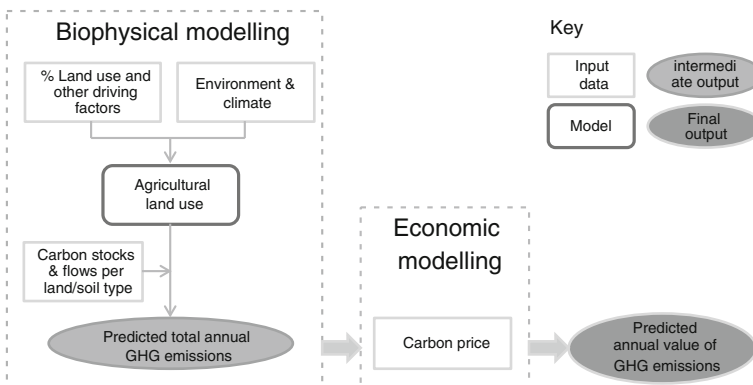 Biophysical modelling
% Land use and
other driving
factors
Environment &
climate
Agricultural
land use
Carbon stocks
& flows per
land/soil type
Predicted total annual
GHG emissions
Economic
modelling
Carbon price
Predicted
annual value of
GHG emissions
Key
Input
data
intermedi
ate output
Model
Final
output